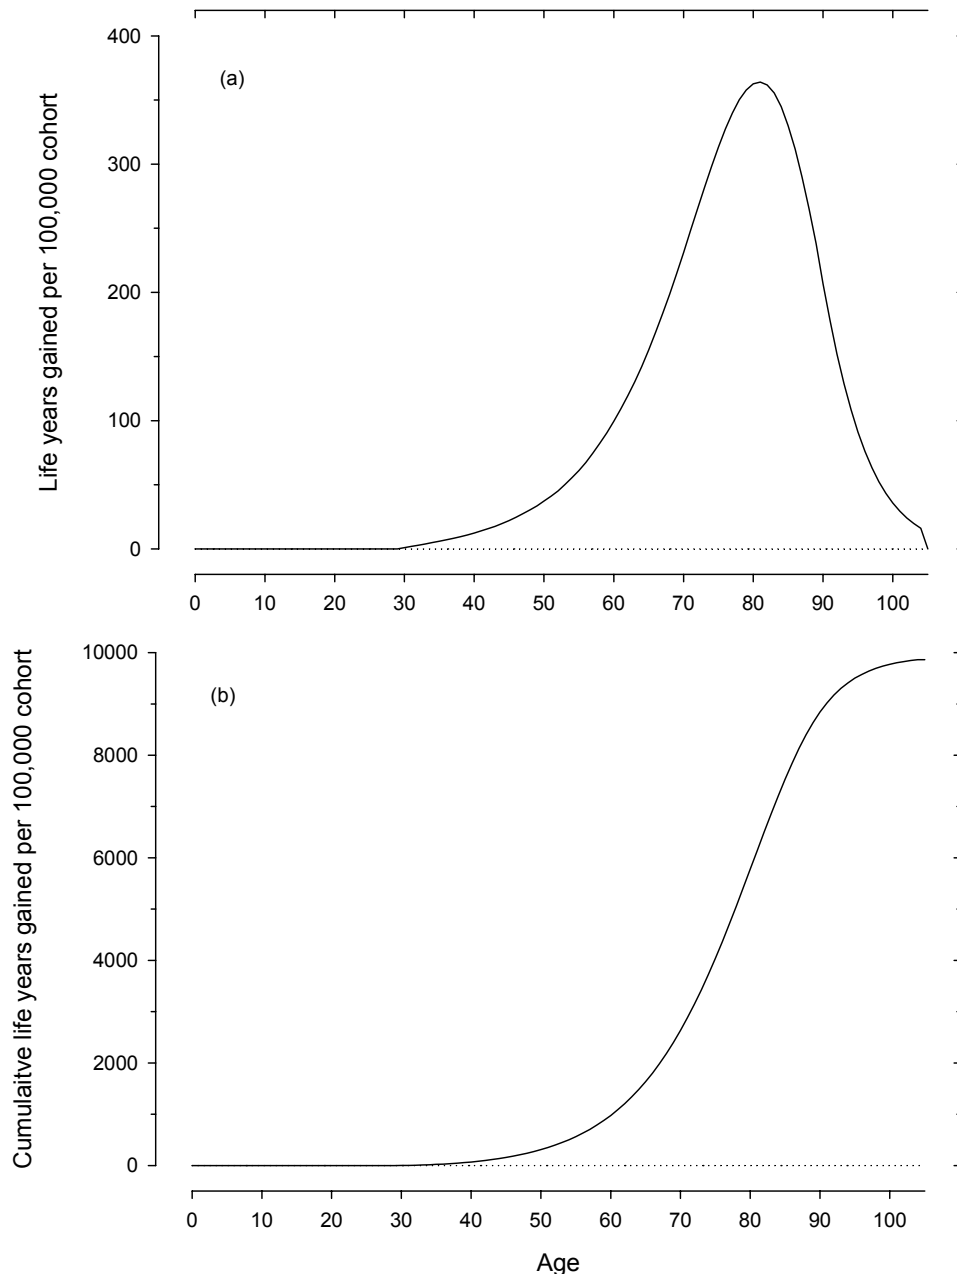 400
(a)
300
200
100
0
Life years gained per 100,000 cohort
0 10 20 30 40 50 60 70 80 90 100
10000
(b)
8000
6000
4000
2000
0
Cumulaitve life years gained per 100,000 cohort
0 10 20 30 40 50 60 70 80 90 100
Age